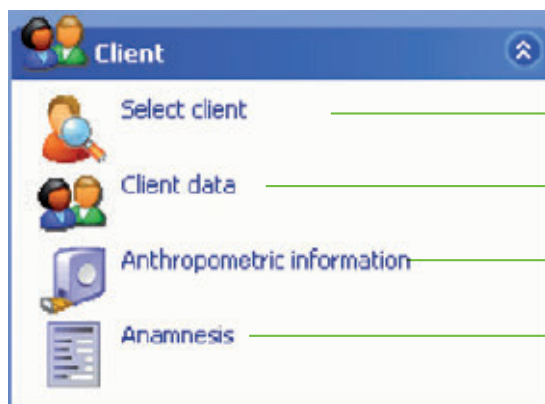 Client
Select client
Client data
Anthropometric information
Anamnesis